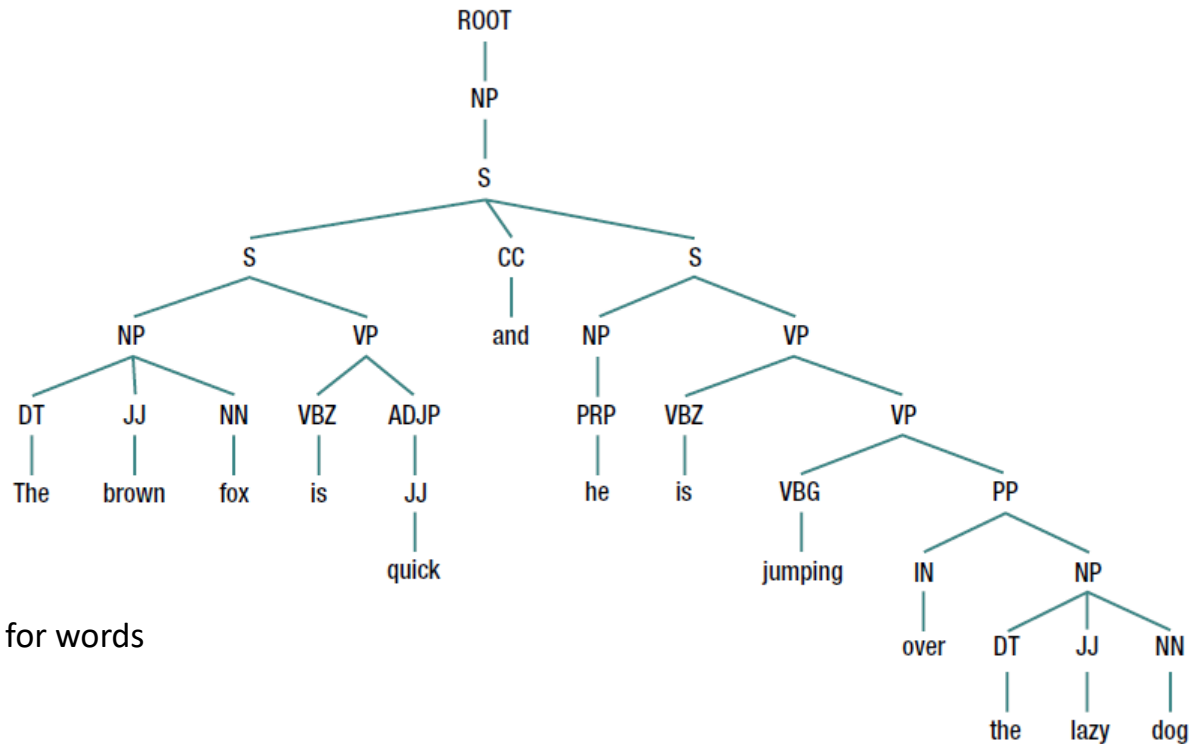 ROOT
NP
S
S CC S
NP VP and NP VP
DT JJ NN VBZ ADJP PRP VBZ VP
The brown fox is JJ he is VBG PP
quick jumping IN NP
for words
over DT JJ NN
the lazy dog